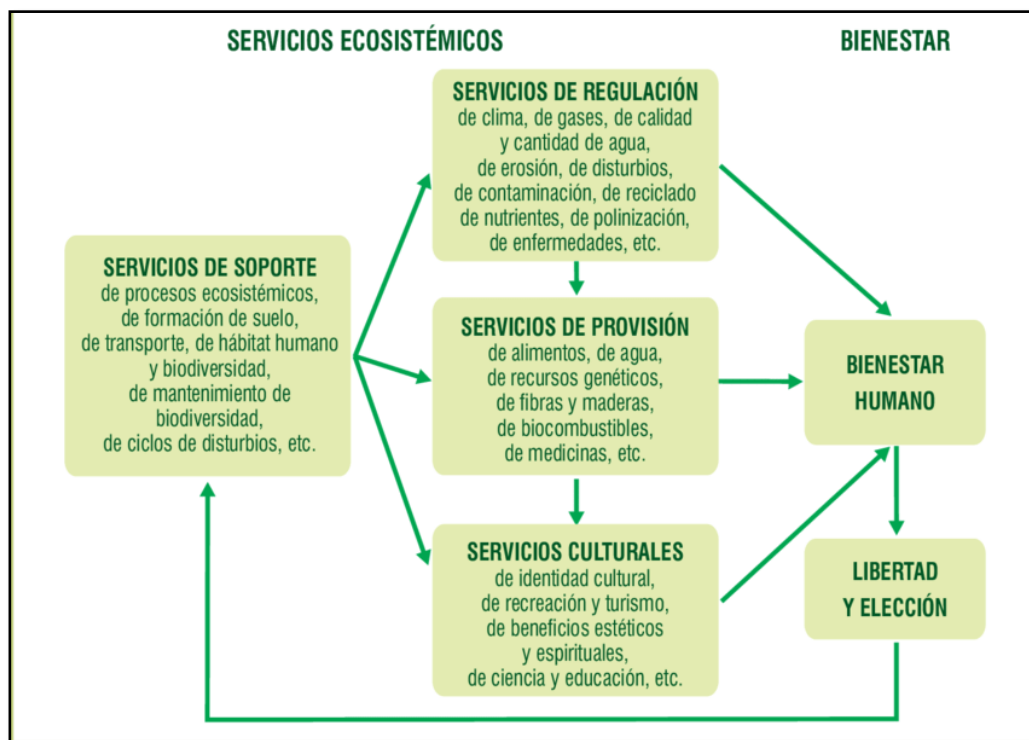 SERVICIOS ECOSISTÉMICOS
BIENESTAR
SERVICIOS DE SOPORTE
de procesos ecosistémicos,
de formación de suelo,
de transporte, de hábitat humano
y biodiversidad,
de mantenimiento de
biodiversidad,
de ciclos de disturbios, etc.
SERVICIOS DE REGULACIÓN
de clima, de gases, de calidad
y cantidad de agua,
de erosión, de disturbios,
de contaminación, de reciclado
de nutrientes, de polinización,
de enfermedades, etc.
SERVICIOS DE PROVISIÓN
de alimentos, de agua,
de recursos genéticos,
de fibras y maderas,
de biocombustibles,
de medicinas, etc.
SERVICIOS CULTURALES
de identidad cultural,
de recreación y turismo,
de beneficios estéticos
y espirituales,
de ciencia y educación, etc.
BIENESTAR
HUMANO
LIBERTAD
Y ELECCIÓN